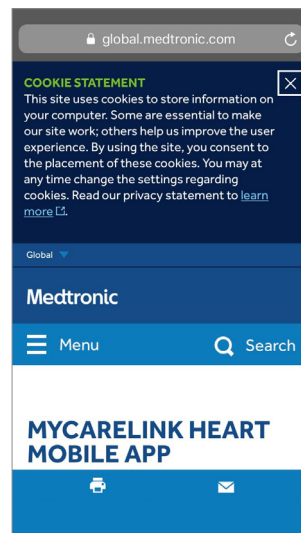 global.medtronic.com
COOKIE STATEMENT
This site uses cookies to store information on
your computer. Some are essential to make
our site work; others help us improve the user
experience. By using the site, you consent to
the placement of these cookies. You may at
any time change the settings regarding
cookies. Read our privacy statement to learn
more.
Global
Medtronic
Menu
Search
MYCARELINK HEART
MOBILE APP